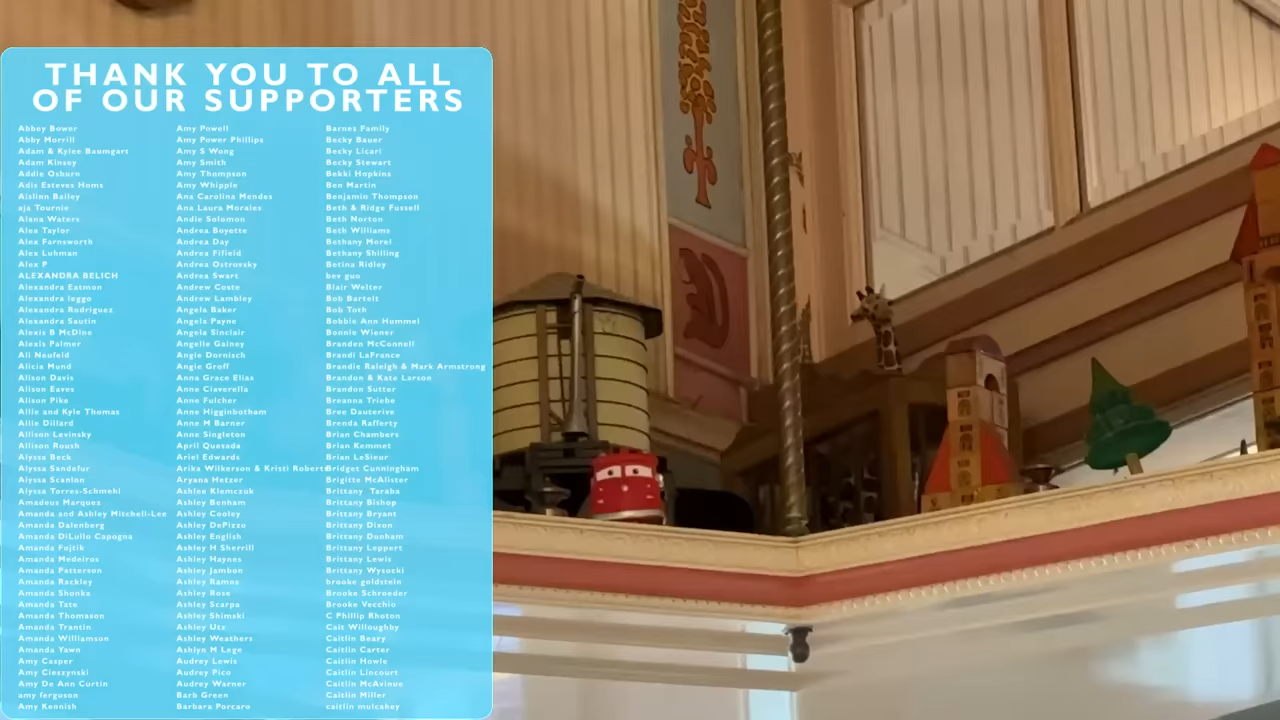 THANK YOU TO ALL
OF OUR SUPPORTERS
Abbey Bower
Abby Morrill
Adam & Kylee Baumgart
Adam Kinsey
Addie Osburn
Adis Esteves Homs
Aislinn Bailey
aja Tournie
Alana Waters
Alea Taylor
Alex Farnsworth
Alex Luhman
Alex P
ALEXANDRA BELICH
Alexandra Eastmon
Alexandra leggo
Alexandra Rodriguez
Alexandra Sautin
Alexis B McDine
Alexis Palmer
Ali Neufeld
Alicia Mund
Alison Davis
Alison Eaves
Alison Pike
Allie and Kyle Thomas
Allie Dillard
Allison Levinsky
Allison Roush
Alyssa Beck
Alyssa Sandefur
Alyssa Scanlon
Alyssa Torres-Schmehl
Amadeus Marquez
Amanda and Ashley Mitchell-Lee
Amanda Dalenberg
Amanda DiLullo Capogna
Amanda Fojtik
Amanda Medeiros
Amanda Patterson
Amanda Rackley
Amanda Shonka
Amanda Tate
Amanda Thomason
Amanda Trantin
Amanda Williamson
Amanda Yawn
Amy Casper
Amy Cieszynski
Amy De Ann Curtin
amy ferguson
Amy Kennish
Amy Powell
Amy Power Phillips
Amy S Wong
Amy Smith
Amy Thompson
Amy Whipple
Ana Carolina Mendes
Ana Laura Morales
Andie Solomon
Andrea Boyette
Andrea Day
Andrea Fifield
Andrea Ostrovsky
Andrea Swart
Andrew Coste
Andrew Lambley
Angela Baker
Angela Payne
Angela Sinclair
Angelle Gainey
Angie Dornisch
Angie Groff
Anna Grace Elias
Anne Ciaverella
Anne Fulcher
Anne Higginbotham
Anne M Barner
Anne Singleton
April Quesada
Ariel Edwards
Arika Wilkerson & Kristi Roberts
Aryana Hetzer
Ashlee Klemczuk
Ashley Benham
Ashley Cooley
Ashley DePizzo
Ashley English
Ashley H Sherrill
Ashley Haynes
Ashley Jambon
Ashley Ramns
Ashley Rose
Ashley Scarpa
Ashley Shimski
Ashley Utz
Ashley Weathers
Ashlyn M Lege
Audrey Lewis
Audrey Pico
Audrey Warner
Barb Green
Barbara Porcaro
Barnes Family
Becky Bauer
Becky Licari
Becky Stewart
Bekki Hopkins
Ben Martin
Benjamin Thompson
Beth & Ridge Fussell
Beth Norton
Beth Williams
Bethany Morel
Bethany Shilling
Betina Ridley
bev guo
Blair Welter
Bob Bartelt
Bob Toth
Bobbie Ann Hummel
Bonnie Wiener
Branden McConnell
Brandi LaFrance
Brandie Raleigh & Mark Armstrong
Brandon & Kate Larson
Brandon Sutter
Breanna Triebe
Bree Dauterive
Brenda Rafferty
Brian Chambers
Brian Kemmet
Brian LeSieur
Bridget Cunningham
Brigitte McAlister
Brittany Taraba
Brittany Bishop
Brittany Bryant
Brittany Dixon
Brittany Dunham
Brittany Leppert
Brittany Lewis
Brittany Wysocki
brooke goldstein
Brooke Schroeder
Brooke Vecchio
C Phillip Rhoton
Cait Willoughby
Caitlin Beary
Caitlin Carter
Caitlin Howle
Caitlin Lincourt
Caitlin McAvinue
Caitlin Miller
caitlin mulcahey